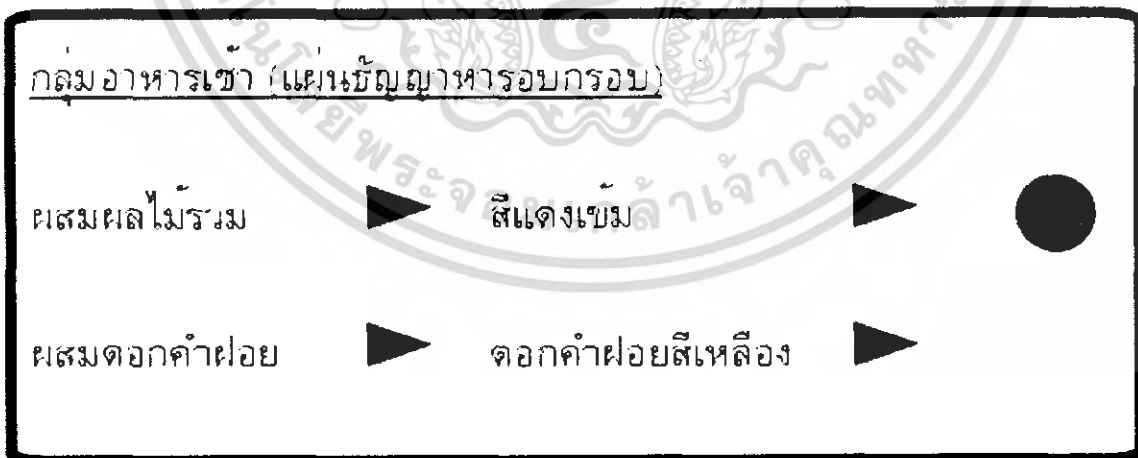 กลุ่มอาหารเช้า (แผ่นธัญญาหารอบกรอบ)
ผสมผลไม้รวม สีแดงเข้ม
ผสมดอกคำฝอย ดอกคำฝอยสีเหลือง